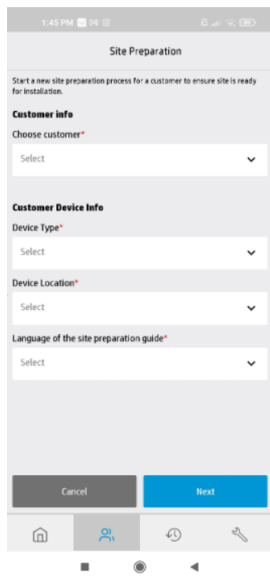 1:45 PM
Site Preparation
Start a new site preparation process for a customer to ensure site is ready
for installation.
Customer info
Choose customer*
Select
Customer Device Info
Device Type*
Select
Device Location*
Select
Language of the site preparation guide*
Select
Cancel
Next